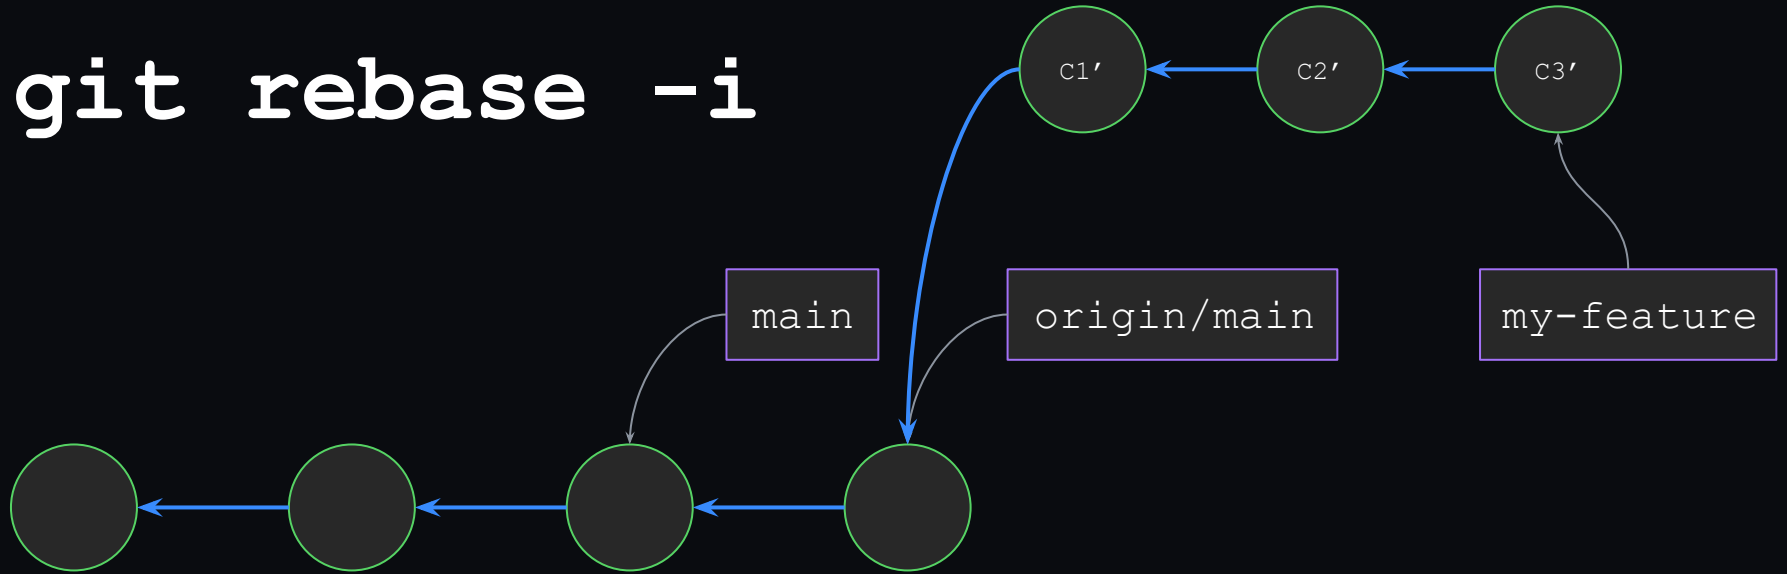 git rebase -i
C1’ C2’ C3’
main origin/main my-feature